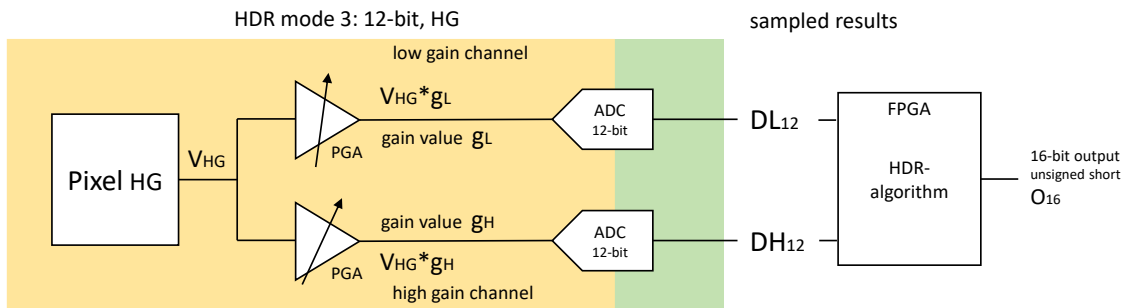 HDR mode 3: 12-bit, HG
sampled results
low gain channel
VHG*gL
ADC
12-bit
gain value gL
PGA
DL12
FPGA
Pixel HG
VHG
HDR-
algorithm
16-bit output
unsigned short
O16
gain value gH
ADC
12-bit
DH12
PGA
VHG*gH
high gain channel